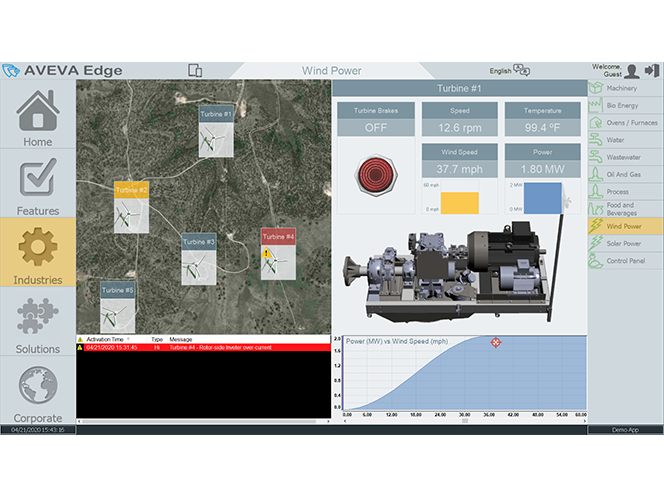 AVEVA Edge
Wind Power
English
Welcome,
Guest
Home
Features
Industries
Solutions
Corporate
04/21/2020 15:43:16
Turbine #1
Turbine #2
Turbine #3
Turbine #4
Turbine #5
Activation Time Type Message
04/21/2020 15:31:45 Hi Turbine #4 - Rotor-side Inveter over-current
Turbine #1
Turbine Brakes
OFF
Speed
12.6 rpm
Temperature
99.4 ºF
Wind Speed
37.7 mph
60 mph
0 mph
Power
1.80 MW
2 MW
0 MW
Power (MW) vs Wind Speed (mph)
2.0
1.6
1.2
0.8
0.4
0.0
0.00 6.00 12.00 18.00 24.00 30.00 36.00 42.00 48.00 54.00 60.00
Machinery
Bio Energy
Ovens / Furnaces
Water
Wastewater
Oil And Gas
Process
Food and
Beverages
Wind Power
Solar Power
Control Panel
Demo App